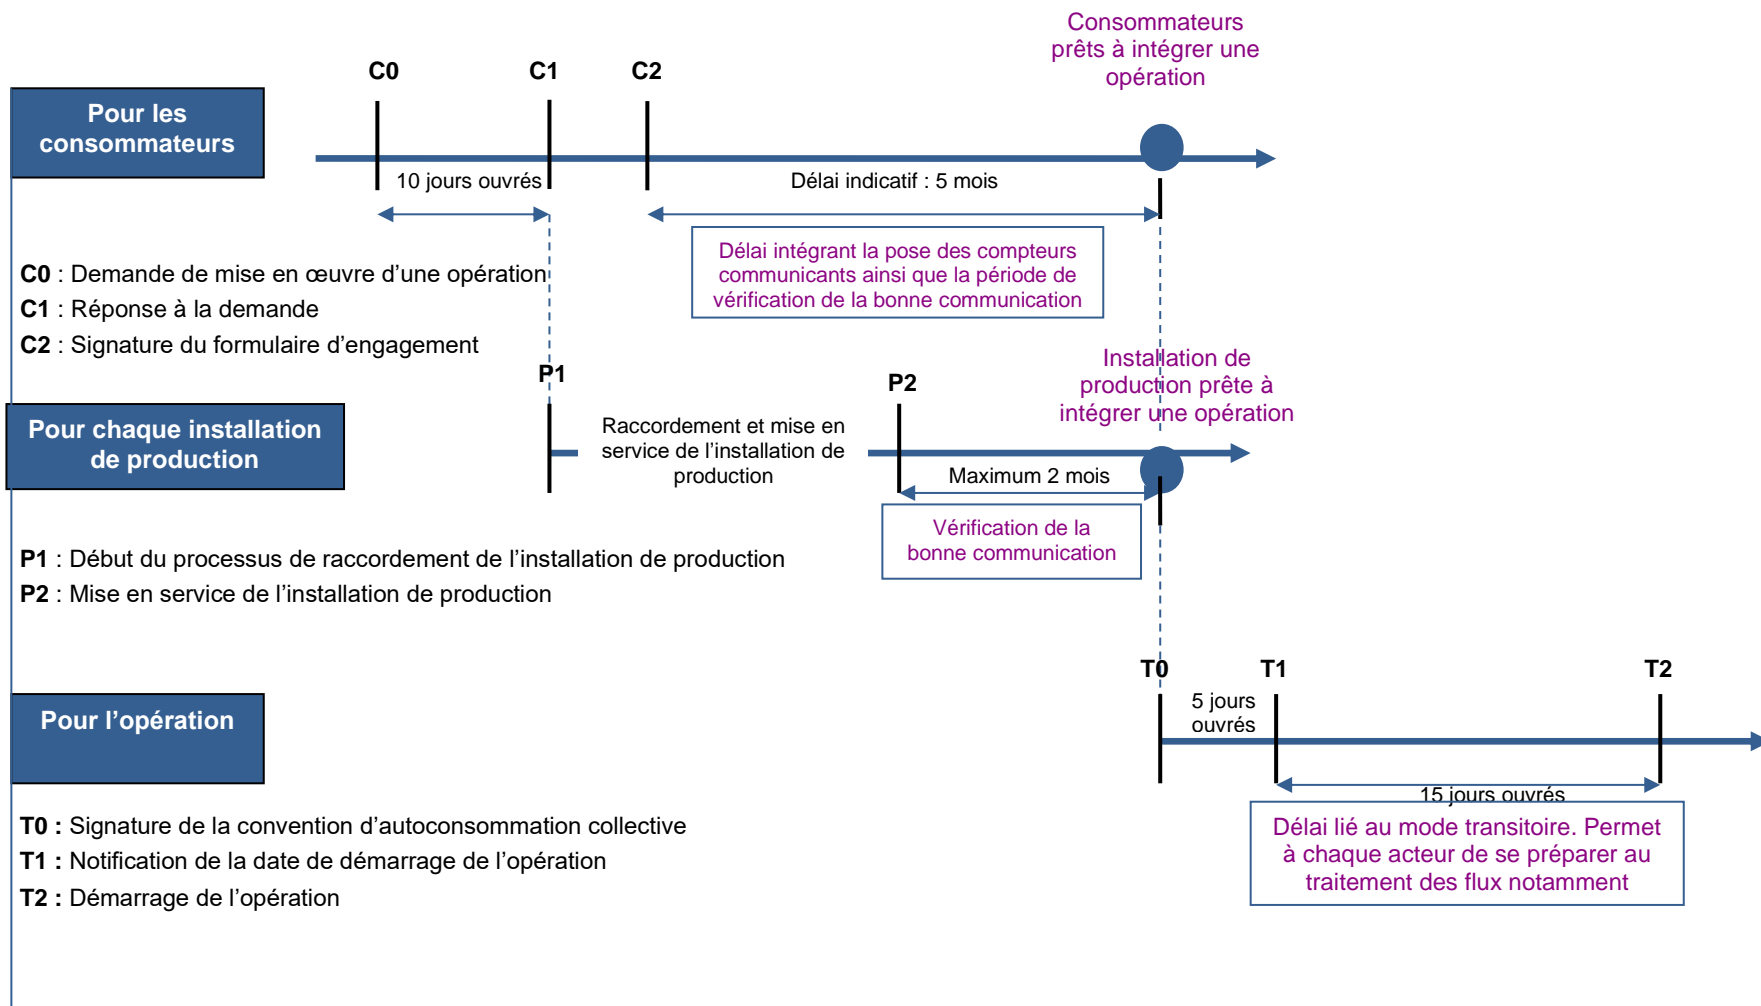 Consommateurs
prêts à intégrer une
opération
C0
C1
C2
Pour les
consommateurs
10 jours ouvrés
Délai indicatif : 5 mois
Délai intégrant la pose des compteurs
communicants ainsi que la période de
vérification de la bonne communication
C0 : Demande de mise en œuvre d’une opération
C1 : Réponse à la demande
C2 : Signature du formulaire d’engagement
P1
P2
Installation de
production prête à
intégrer une opération
Pour chaque installation
de production
Raccordement et mise en
service de l’installation de
production
Maximum 2 mois
Vérification de la
bonne communication
P1 : Début du processus de raccordement de l’installation de production
P2 : Mise en service de l’installation de production
T0
T1
T2
Pour l’opération
5 jours
ouvrés
15 jours ouvrés
Délai lié au mode transitoire. Permet
à chaque acteur de se préparer au
traitement des flux notamment
T0 : Signature de la convention d’autoconsommation collective
T1 : Notification de la date de démarrage de l’opération
T2 : Démarrage de l’opération